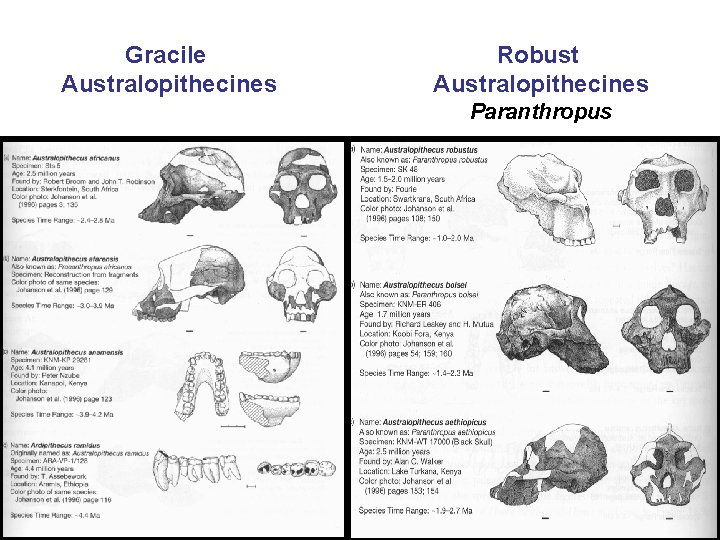 Gracile
Australopithecines
Robust
Australopithecines
Paranthropus
Name: Australopithecus africanus
Specimen: Sts 5
Age: 2.5 million years
Found by: Robert Broom and John T. Robinson
Location: Sterkfontein, South Africa
Color photo: Johanson et al.
(1996) pages 3; 135
Species Time Range: ~2.4–2.8 Ma
Name: Australopithecus afarensis
Also known as: Praeanthropus africanus
Specimen: Reconstruction from fragments
Color photo of same species:
Johanson et al. (1996) page 129
Species Time Range: ~3.0–3.9 Ma
Name: Australopithecus anamensis
Specimen: KNM-KP 29281
Age: 4.1 million years
Found by: Peter Nzube
Location: Kanapoi, Kenya
Color photo:
Johanson et al. (1996) page 123
Species Time Range: ~3.9–4.2 Ma
Name: Ardipithecus ramidus
Originally named as: Australopithecus ramidus
Specimen: ARA-VP-1/128
Age: 4.4 million years
Found by: T. Assebework
Location: Aramis, Ethiopia
Color photo of same species:
Johanson et al. (1996) page 116
Species Time Range: ~4.4 Ma
Name: Australopithecus robustus
Also known as: Paranthropus robustus
Specimen: SK 48
Age: 1.5–2.0 million years
Found by: Fourie
Location: Swartkrans, South Africa
Color photo: Johanson et al.
(1996) pages 108; 150
Species Time Range: ~1.0–2.0 Ma
Name: Australopithecus boisei
Also known as: Paranthropus boisei
Specimen: KNM-ER 406
Age: 1.7 million years
Found by: Richard Leakey and H. Mutua
Location: Koobi Fora, Kenya
Color photo: Johanson et al.
(1996) pages 54; 159; 160
Species Time Range: ~1.4–2.3 Ma
Name: Australopithecus aethiopicus
Also known as: Paranthropus aethiopicus
Specimen: KNM-WT 17000 (Black Skull)
Age: 2.5 million years
Found by: Alan C. Walker
Location: Lake Turkana, Kenya
Color photo: Johanson et al
(1996) pages 153; 154
Species Time Range: ~1.9–2.7 Ma